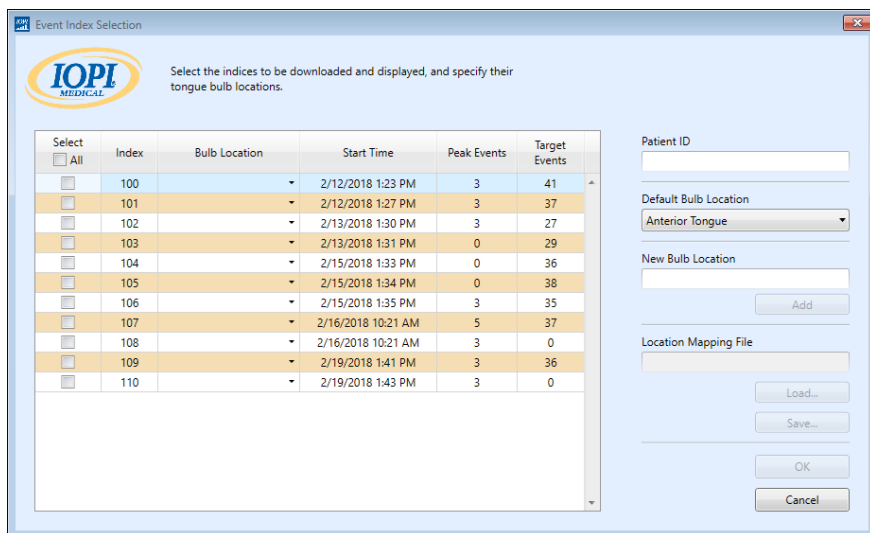 IOPI
Event Index Selection
IOPI
MEDICAL
Select the indices to be downloaded and displayed, and specify their
tongue bulb locations.
Select
All
Index
Bulb Location
Start Time
Peak Events
Target
Events
100 2/12/2018 1:23 PM 3 41
101 2/12/2018 1:27 PM 3 37
102 2/13/2018 1:30 PM 3 27
103 2/13/2018 1:31 PM 0 29
104 2/15/2018 1:33 PM 0 36
105 2/15/2018 1:34 PM 0 38
106 2/15/2018 1:35 PM 3 35
107 2/16/2018 10:21 AM 5 37
108 2/16/2018 10:21 AM 3 0
109 2/19/2018 1:41 PM 3 36
110 2/19/2018 1:43 PM 3 0
Patient ID
Default Bulb Location
Anterior Tongue
New Bulb Location
Add
Location Mapping File
Load...
Save...
OK
Cancel